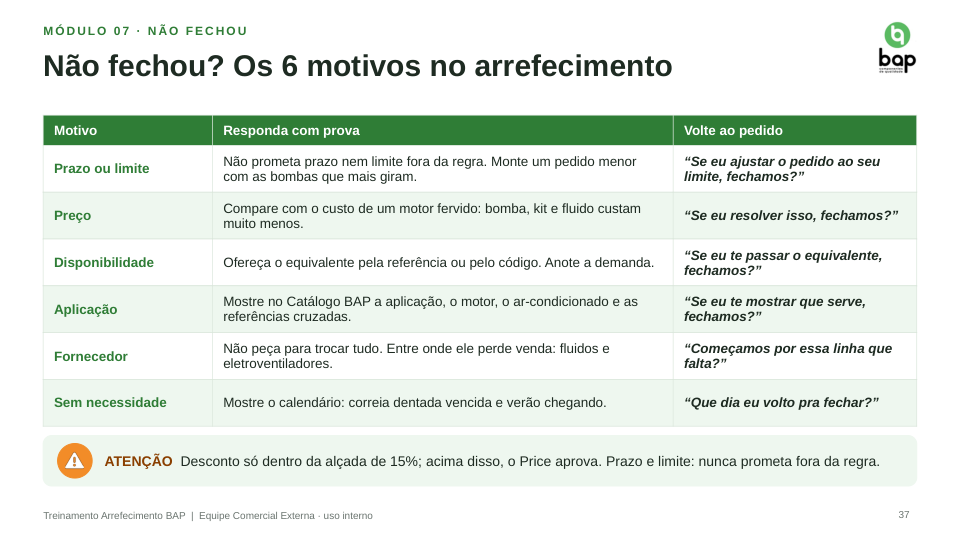 MÓDULO 07 · NÃO FECHOU
Não fechou? Os 6 motivos no arrefecimento
bap
Motivo
Responda com prova
Volte ao pedido
Prazo ou limite
Não prometa prazo nem limite fora da regra. Monte um pedido menor
com as bombas que mais giram.
“Se eu ajustar o pedido ao seu
limite, fechamos?”
Preço
Compare com o custo de um motor fervido: bomba, kit e fluido custam
muito menos.
“Se eu resolver isso, fechamos?”
Disponibilidade
Ofereça o equivalente pela referência ou pelo código. Anote a demanda.
“Se eu te passar o equivalente,
fechamos?”
Aplicação
Mostre no Catálogo BAP a aplicação, o motor, o ar-condicionado e as
referências cruzadas.
“Se eu te mostrar que serve,
fechamos?”
Fornecedor
Não peça para trocar tudo. Entre onde ele perde venda: fluidos e
eletroventiladores.
“Começamos por essa linha que
falta?”
Sem necessidade
Mostre o calendário: correia dentada vencida e verão chegando.
“Que dia eu volto pra fechar?”
ATENÇÃO Desconto só dentro da alçada de 15%; acima disso, o Price aprova. Prazo e limite: nunca prometa fora da regra.
Treinamento Arrefecimento BAP | Equipe Comercial Externa · uso interno
37